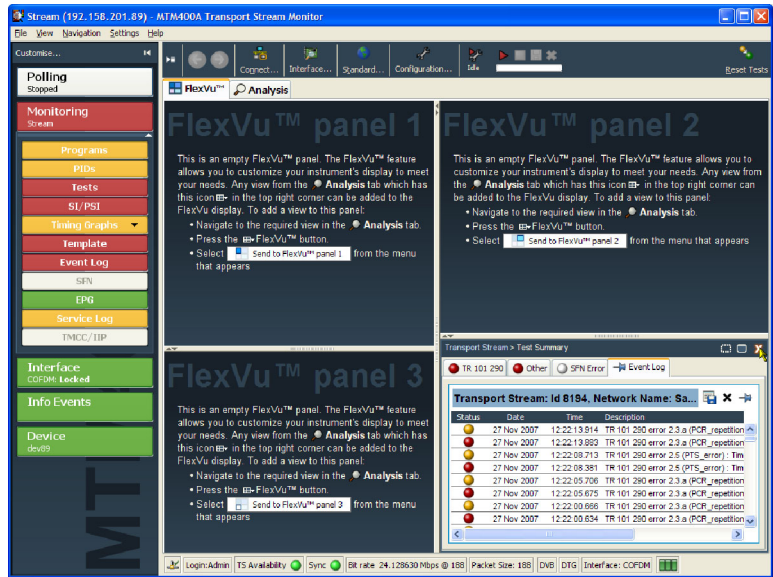 Stream (192.158.201.89) - MTM400A Transport Stream Monitor
File View Navigation Settings Help
Customise...
Connect... Interface... Standard... Configuration... Idle Reset Tests
Polling
Stopped
Monitoring
Stream
Programs
PIDs
Tests
SI/PSI
Timing Graphs
Template
Event Log
SFN
EPG
Service Log
TMCC/IIP
Interface
COFDM: Locked
Info Events
Device
dev89
MTM
FlexVu™ Analysis
FlexVu™ panel 1
This is an empty FlexVu™ panel. The FlexVu™ feature
allows you to customize your instrument's display to meet
your needs. Any view from the Analysis tab which has
this icon in the top right corner can be added to the
FlexVu display. To add a view to this panel:
• Navigate to the required view in the Analysis tab.
• Press the FlexVu™ button.
• Select Send to FlexVu™ panel 1 from the menu
that appears
FlexVu™ panel 2
This is an empty FlexVu™ panel. The FlexVu™ feature allows you to
customize your instrument's display to meet your needs. Any view from
the Analysis tab which has this icon in the top right corner can
be added to the FlexVu display. To add a view to this panel:
• Navigate to the required view in the Analysis tab.
• Press the FlexVu™ button.
• Select Send to FlexVu™ panel 2 from the menu that appears
FlexVu™ panel 3
This is an empty FlexVu™ panel. The FlexVu™ feature
allows you to customize your instrument's display to meet
your needs. Any view from the Analysis tab which has
this icon in the top right corner can be added to the
FlexVu display. To add a view to this panel:
• Navigate to the required view in the Analysis tab.
• Press the FlexVu™ button.
• Select Send to FlexVu™ panel 3 from the menu
that appears
Transport Stream > Test Summary
TR 101 290 Other SFN Error Event Log
Transport Stream: Id 8194, Network Name: Sa...
Status Date Time Description
27 Nov 2007 12:22:13.914 TR 101 290 error 2.3.a (PCR_repetition
27 Nov 2007 12:22:13.883 TR 101 290 error 2.3.a (PCR_repetition
27 Nov 2007 12:22:08.713 TR 101 290 error 2.5 (PTS_error) : Tim
27 Nov 2007 12:22:08.381 TR 101 290 error 2.5 (PTS_error) : Tim
27 Nov 2007 12:22:05.706 TR 101 290 error 2.3.a (PCR_repetition
27 Nov 2007 12:22:05.675 TR 101 290 error 2.3.a (PCR_repetition
27 Nov 2007 12:22:00.666 TR 101 290 error 2.3.a (PCR_repetition
27 Nov 2007 12:22:00.634 TR 101 290 error 2.3.a (PCR_repetition
Login:Admin TS Availability Sync Bit rate 24.128630 Mbps @ 188 Packet Size: 188 DVB DTG Interface: COFDM